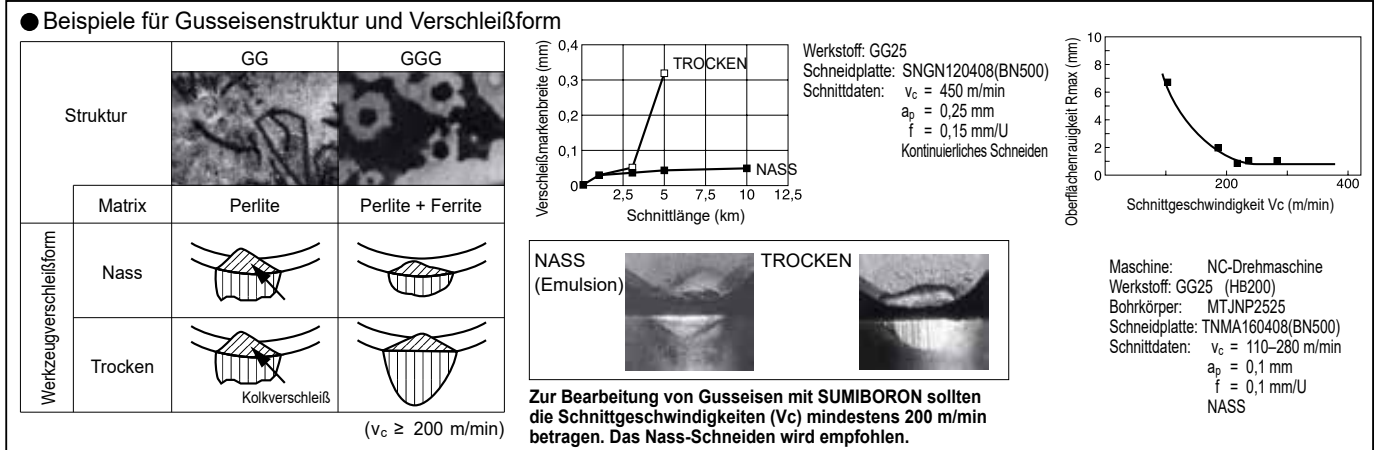 ● Beispiele für Gusseisenstruktur und Verschleißform
GG
GGG
Struktur
Matrix
Perlite
Perlite + Ferrite
Werkzeugverschleißform
Nass
Trocken
Kolkverschleiß
(vc ≥ 200 m/min)
Verschleißmarkenbreite (mm)
0,4
0,3
0,2
0,1
0
TROCKEN
NASS
2,5
5
7,5
10
12,5
Schnittlänge (km)
Werkstoff: GG25
Schneidplatte: SNGN120408(BN500)
Schnittdaten: vc = 450 m/min
ap = 0,25 mm
f = 0,15 mm/U
Kontinuierliches Schneiden
NASS
(Emulsion)
TROCKEN
Zur Bearbeitung von Gusseisen mit SUMIBORON sollten
die Schnittgeschwindigkeiten (Vc) mindestens 200 m/min
betragen. Das Nass-Schneiden wird empfohlen.
Oberflächenrauigkeit Rmax (mm)
10
8
6
4
2
0
200
400
Schnittgeschwindigkeit Vc (m/min)
Maschine: NC-Drehmaschine
Werkstoff: GG25 (HB200)
Bohrkörper: MTJNP2525
Schneidplatte: TNMA160408(BN500)
Schnittdaten: vc = 110–280 m/min
ap = 0,1 mm
f = 0,1 mm/U
NASS